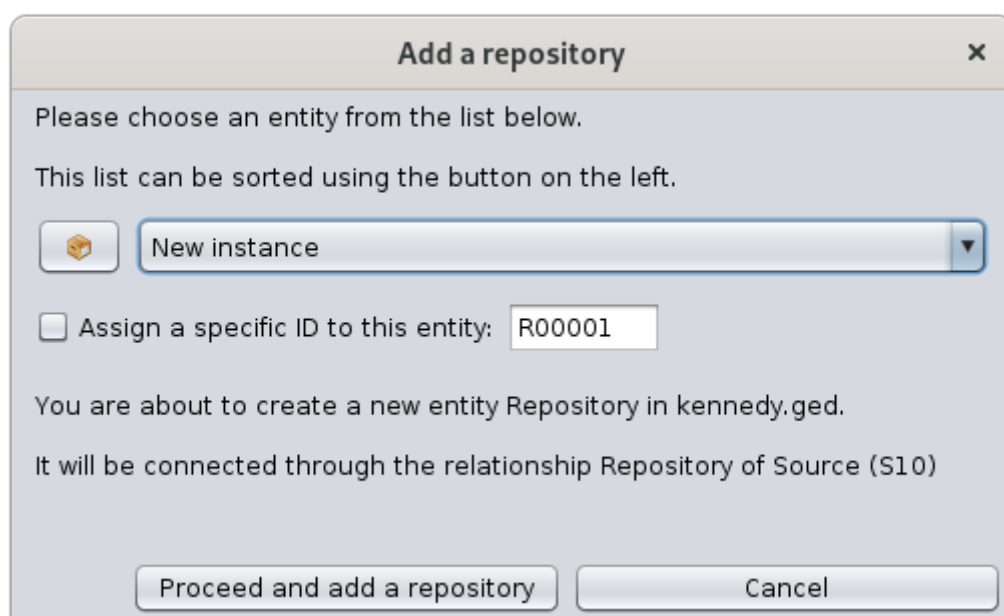 Add a repository
Please choose an entity from the list below.
This list can be sorted using the button on the left.
New instance
Assign a specific ID to this entity: R00001
You are about to create a new entity Repository in kennedy.ged.
It will be connected through the relationship Repository of Source (S10)
Proceed and add a repository Cancel